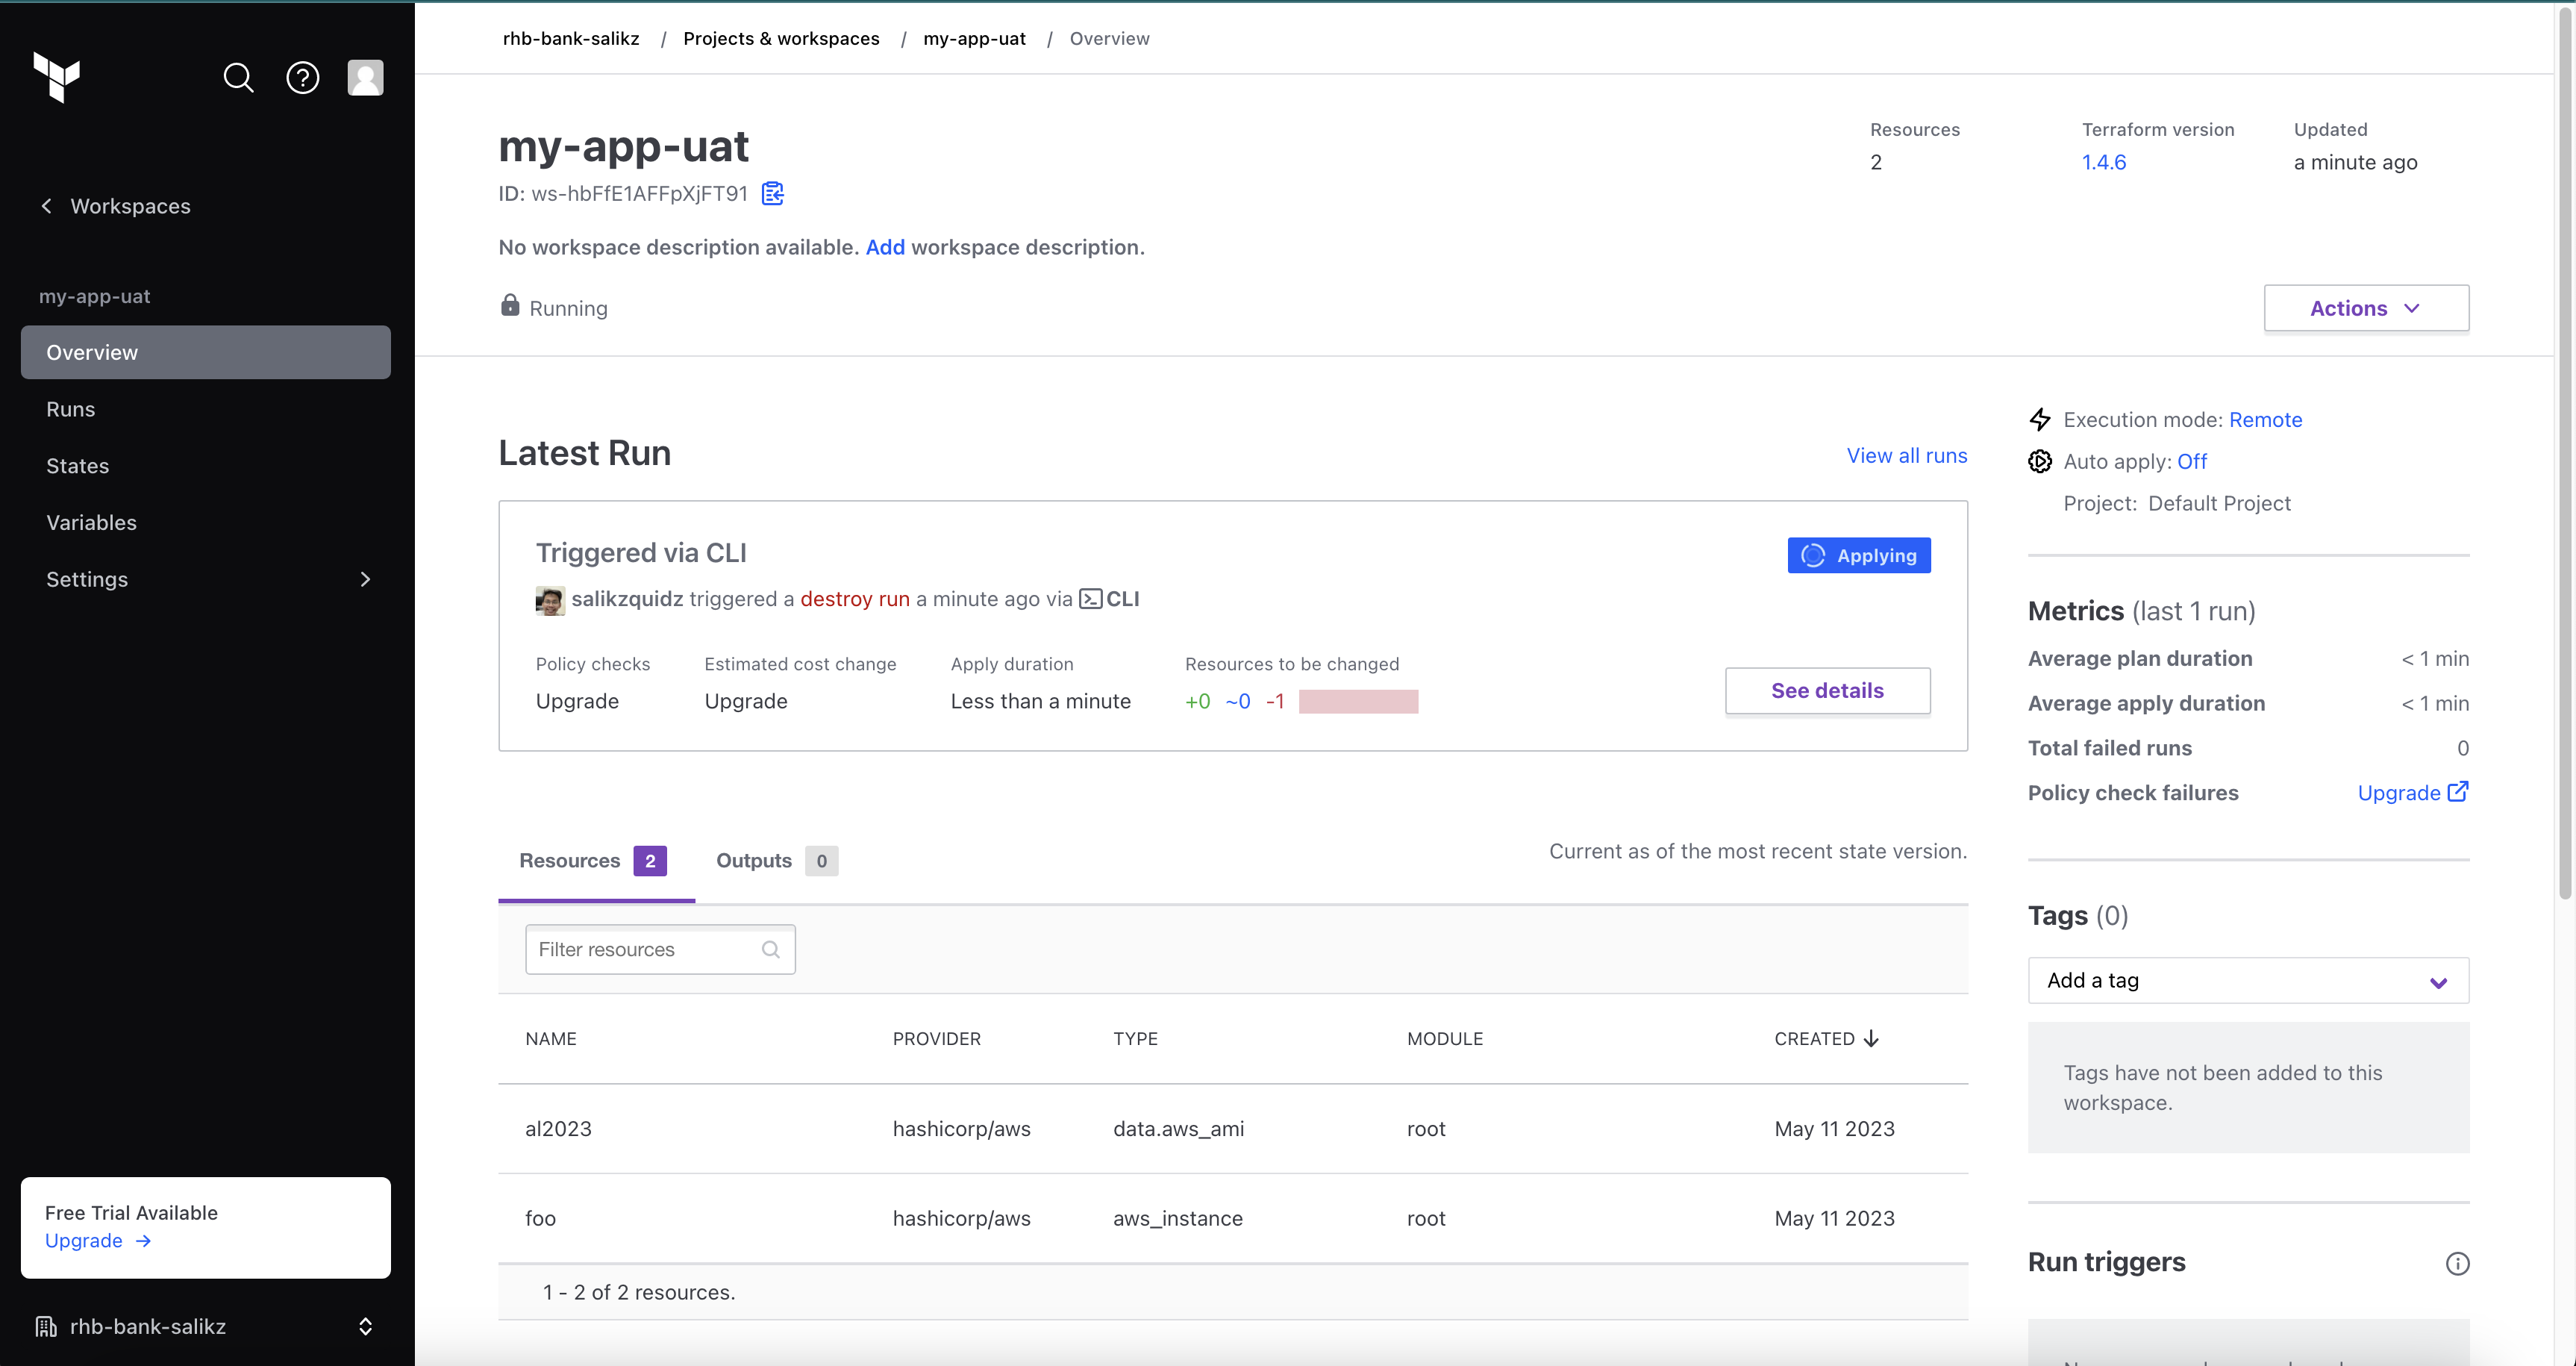 rhb-bank-salikz / Projects & workspaces / my-app-uat / Overview
Workspaces
my-app-uat
Overview
Runs
States
Variables
Settings
Free Trial Available
Upgrade →
rhb-bank-salikz
my-app-uat
ID: ws-hbFfE1AFFpXjFT91
No workspace description available. Add workspace description.
Running
Resources
2
Terraform version
1.4.6
Updated
a minute ago
Actions
Latest Run
View all runs
Triggered via CLI
Applying
salikzquidz triggered a destroy run a minute ago via CLI
Policy checks
Upgrade
Estimated cost change
Upgrade
Apply duration
Less than a minute
Resources to be changed
+0 ~0 -1
See details
Resources 2
Outputs 0
Current as of the most recent state version.
Filter resources
NAME PROVIDER TYPE MODULE CREATED ↓
al2023 hashicorp/aws data.aws_ami root May 11 2023
foo hashicorp/aws aws_instance root May 11 2023
1 - 2 of 2 resources.
Execution mode: Remote
Auto apply: Off
Project: Default Project
Metrics (last 1 run)
Average plan duration < 1 min
Average apply duration < 1 min
Total failed runs 0
Policy check failures Upgrade
Tags (0)
Add a tag
Tags have not been added to this
workspace.
Run triggers